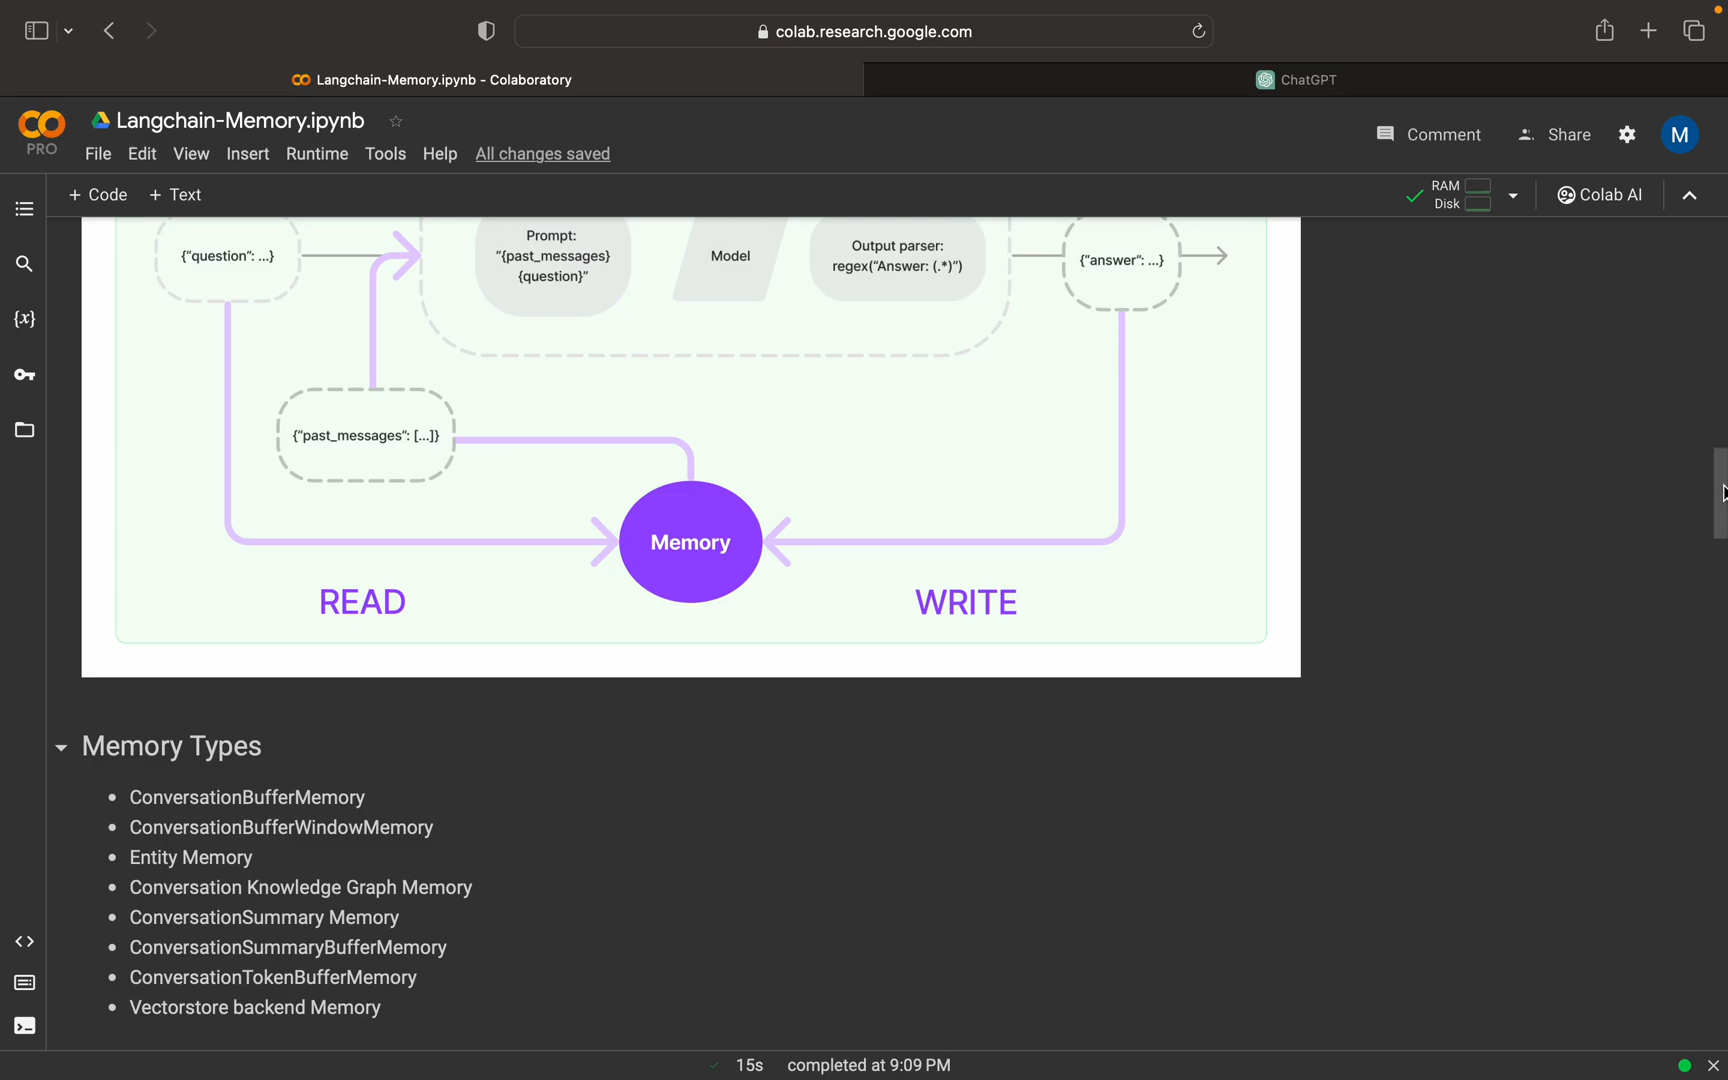 colab.research.google.com
Langchain-Memory.ipynb - Colaboratory
ChatGPT
PRO
Langchain-Memory.ipynb
File Edit View Insert Runtime Tools Help All changes saved
Comment
Share
M
+ Code + Text
RAM
Disk
Colab AI
{x}
{"question": ...}
Prompt:
"{past_messages}
{question}"
Model
Output parser:
regex("Answer: (.*)")
{"answer": ...}
{"past_messages": [...]}
Memory
READ
WRITE
Memory Types
• ConversationBufferMemory
• ConversationBufferWindowMemory
• Entity Memory
• Conversation Knowledge Graph Memory
• ConversationSummary Memory
• ConversationSummaryBufferMemory
• ConversationTokenBufferMemory
• Vectorstore backend Memory
15s completed at 9:09 PM